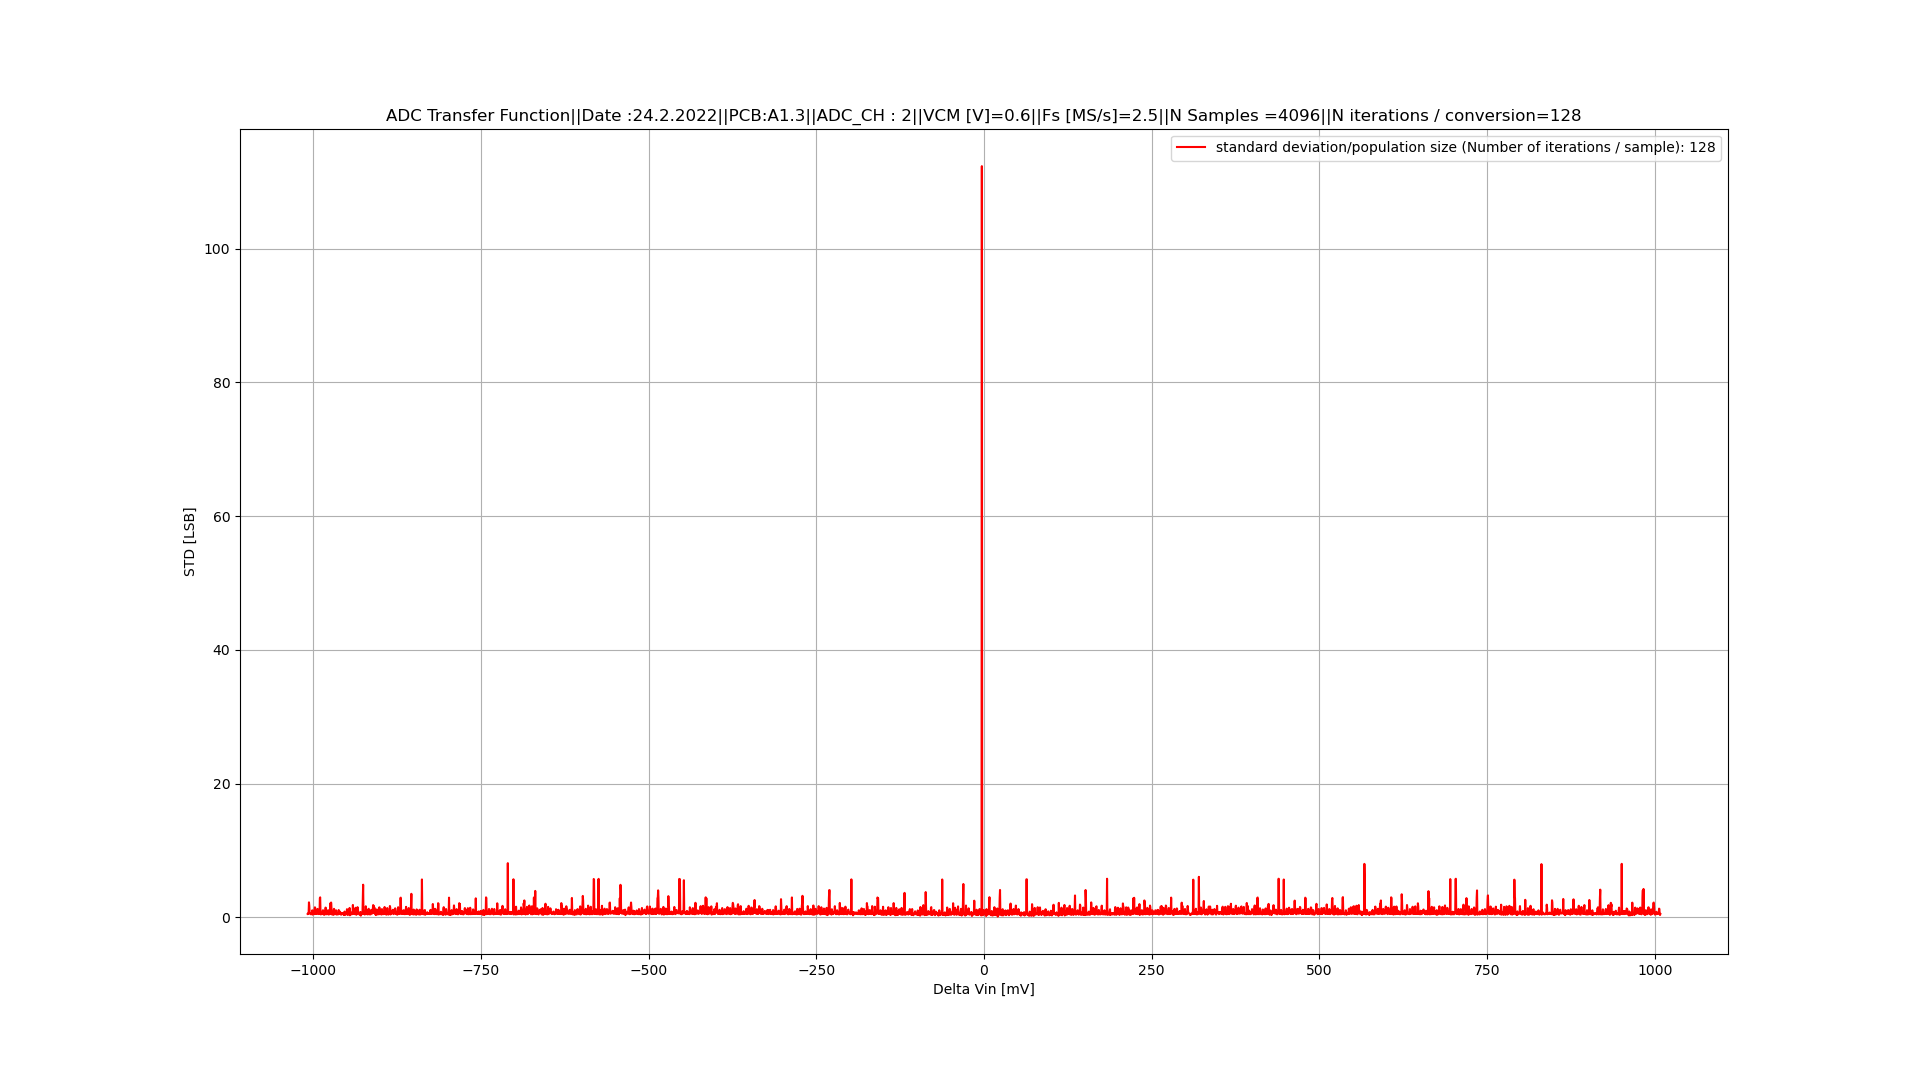 ADC Transfer Function||Date :24.2.2022||PCB:A1.3||ADC_CH : 2||VCM [V]=0.6||Fs [MS/s]=2.5||N Samples =4096||N iterations / conversion=128
standard deviation/population size (Number of iterations / sample): 128
100
80
60
40
20
0
STD [LSB]
−1000 −750 −500 −250 0 250 500 750 1000
Delta Vin [mV]